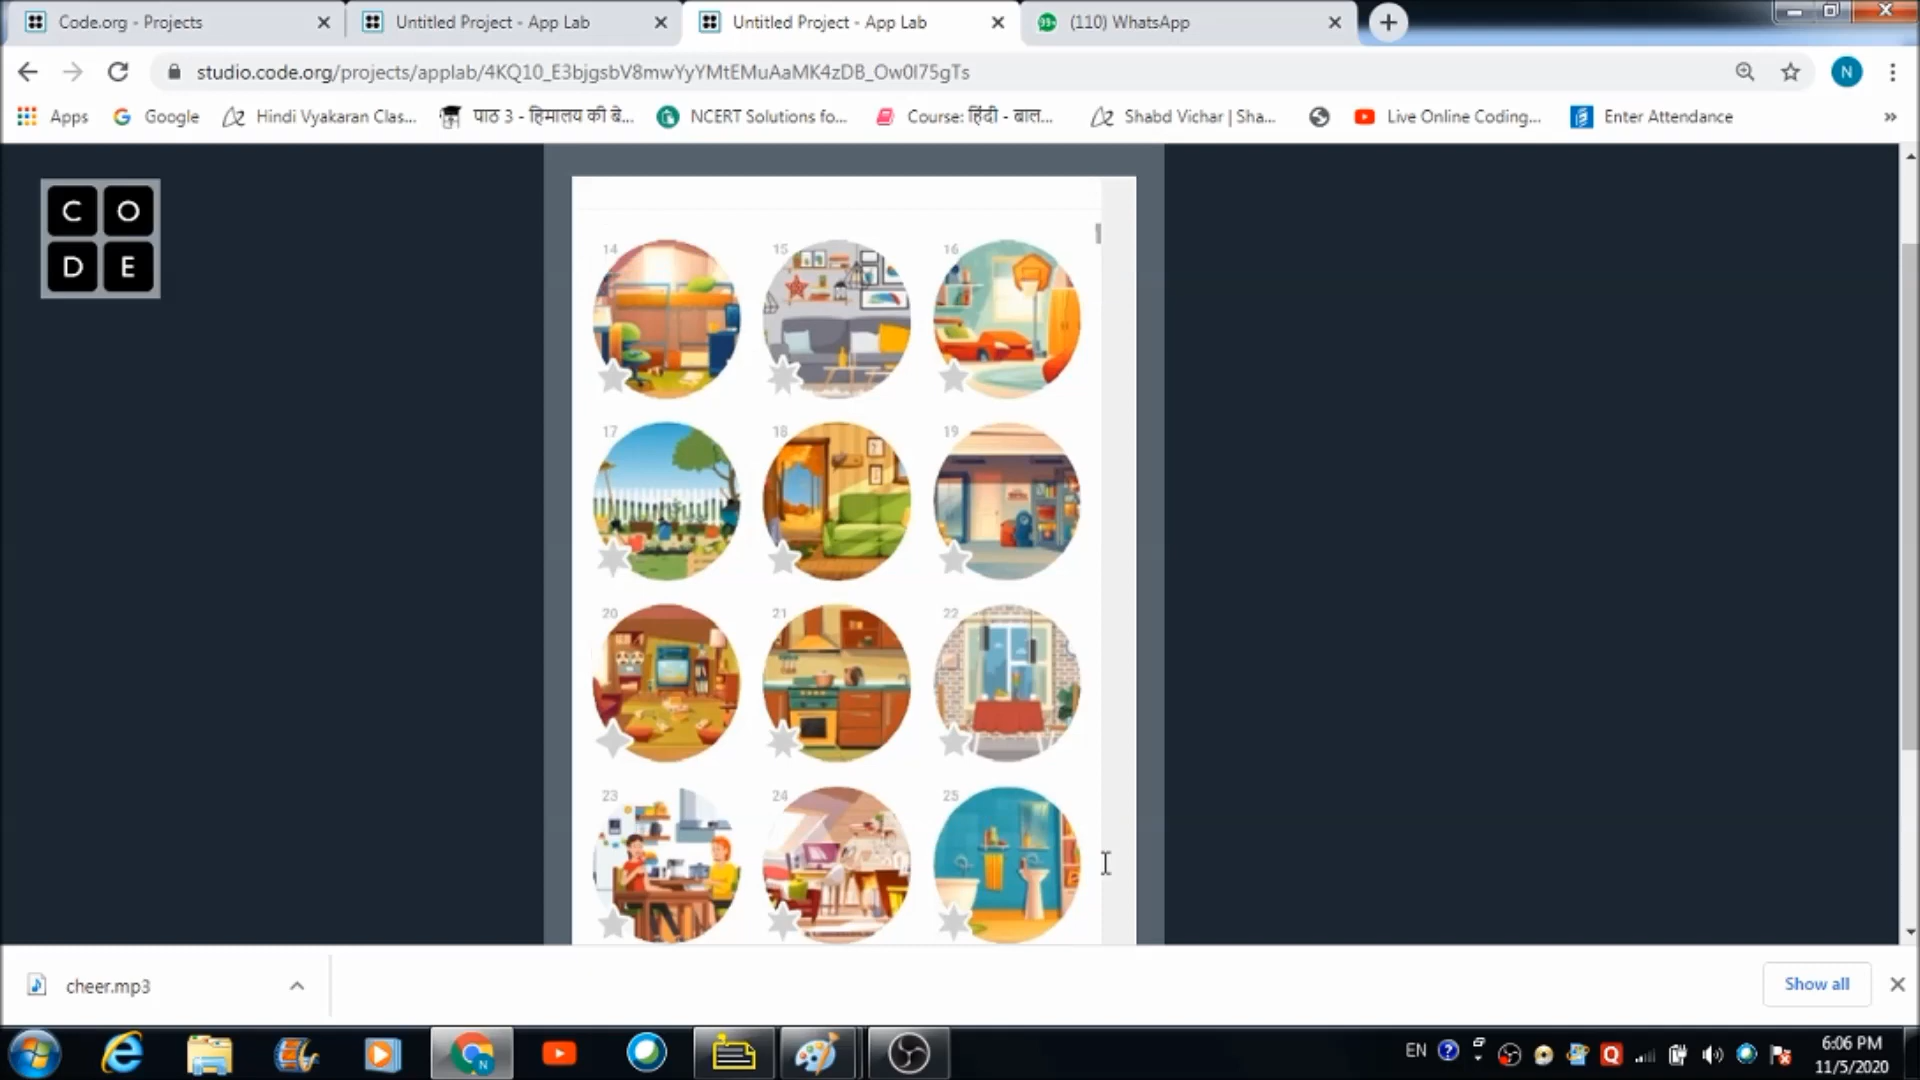 Code.org - Projects
Untitled Project - App Lab
Untitled Project - App Lab
99+
(110) WhatsApp
studio.code.org/projects/applab/4KQ10_E3bjgsbV8mwYyYMtEMuAaMK4zDB_Ow0I75gTs
N
Apps
Google
Hindi Vyakaran Clas...
पाठ 3 - हिमालय की बे...
NCERT Solutions fo...
Course: हिंदी - बाल...
Shabd Vichar | Sha...
Live Online Coding...
Enter Attendance
»
C O
D E
14 15 16
17 18 19
20 21 22
23 24 25
cheer.mp3
Show all
N
EN
6:06 PM
11/5/2020